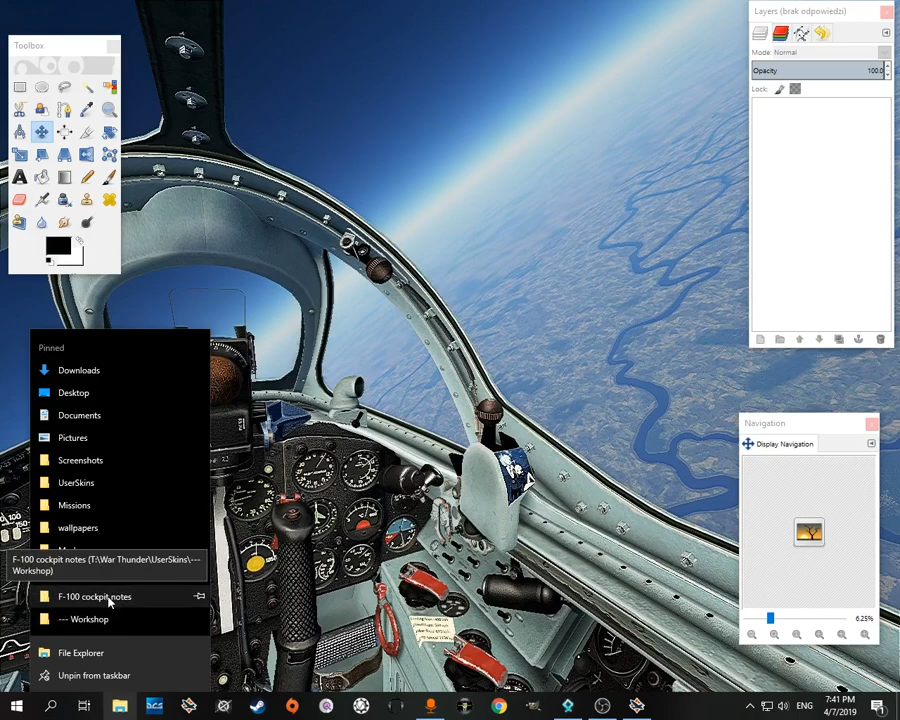 Layers (brak odpowiedzi)
Toolbox
Mode: Normal
Opacity 100.0
Lock:
Pinned
Downloads
Desktop
Documents
Pictures
Screenshots
UserSkins
Missions
wallpapers
F-100 cockpit notes (T:\War Thunder\UserSkins\---
Workshop)
F-100 cockpit notes
--- Workshop
File Explorer
Unpin from taskbar
Navigation
Display Navigation
6.25%
DCS
ENG
7:41 PM
4/7/2019